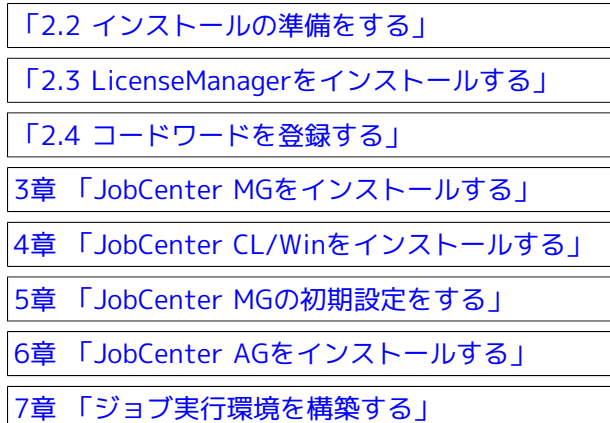 「2.2 インストールの準備をする」
「2.3 LicenseManagerをインストールする」
「2.4 コードワードを登録する」
3章 「JobCenter MGをインストールする」
4章 「JobCenter CL/Winをインストールする」
5章 「JobCenter MGの初期設定をする」
6章 「JobCenter AGをインストールする」
7章 「ジョブ実行環境を構築する」